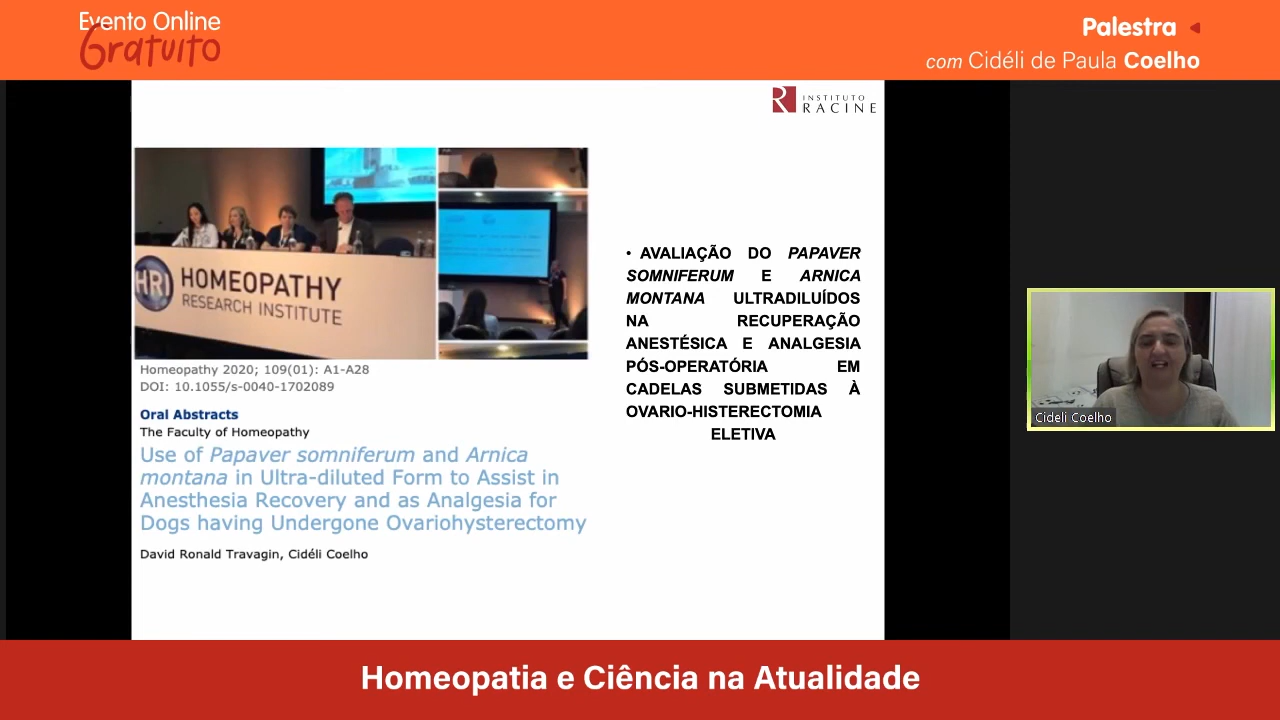 Evento Online
Gratuito
Palestra
com Cidéli de Paula Coelho
INSTITUTO
RACINE
HRI
HOMEOPATHY
RESEARCH INSTITUTE
Homeopathy 2020; 109(01): A1-A28
DOI: 10.1055/s-0040-1702089
Oral Abstracts
The Faculty of Homeopathy
Use of Papaver somniferum and Arnica
montana in Ultra-diluted Form to Assist in
Anesthesia Recovery and as Analgesia for
Dogs having Undergone Ovariohysterectomy
David Ronald Travagin, Cidéli Coelho
• AVALIAÇÃO DO PAPAVER
SOMNIFERUM E ARNICA
MONTANA ULTRADILUÍDOS
NA RECUPERAÇÃO
ANESTÉSICA E ANALGESIA
PÓS-OPERATÓRIA EM
CADELAS SUBMETIDAS À
OVARIO-HISTERECTOMIA
ELETIVA
Cideli Coelho
Homeopatia e Ciência na Atualidade